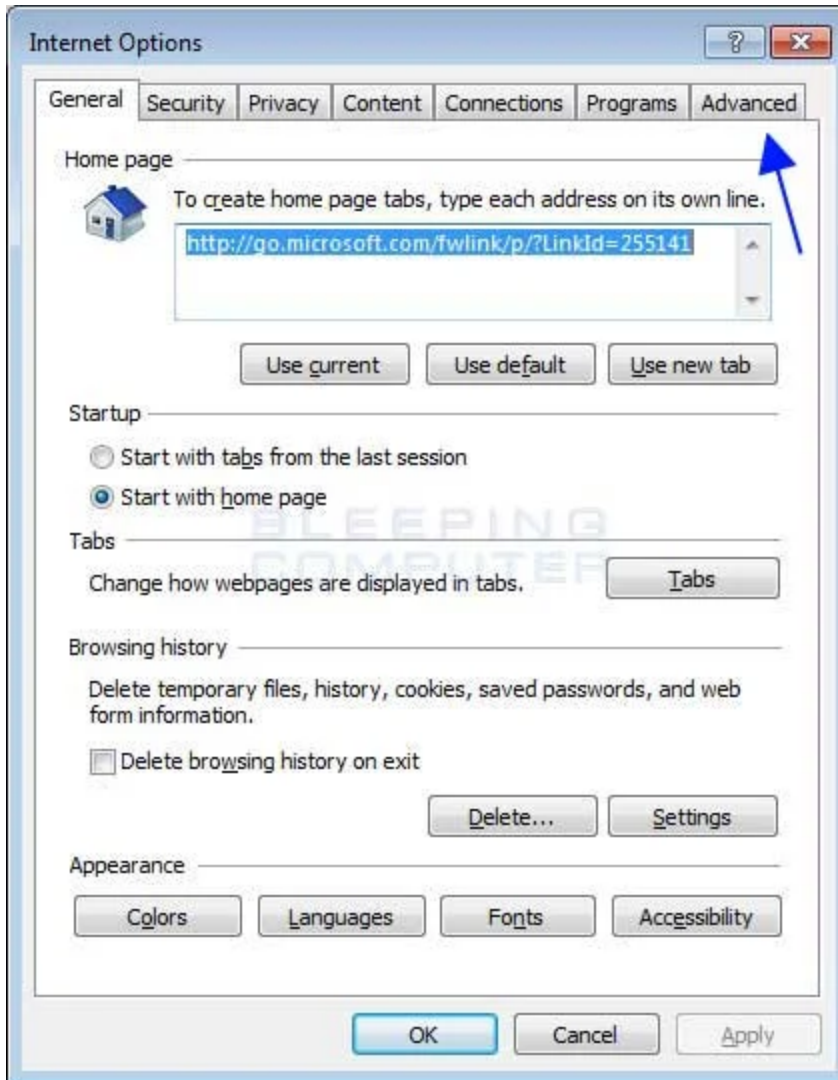 Internet Options
General Security Privacy Content Connections Programs Advanced
Home page
To create home page tabs, type each address on its own line.
http://go.microsoft.com/fwlink/p/?LinkId=255141
Use current Use default Use new tab
Startup
Start with tabs from the last session
Start with home page
BLEEPING
COMPUTER
Tabs
Change how webpages are displayed in tabs. Tabs
Browsing history
Delete temporary files, history, cookies, saved passwords, and web
form information.
Delete browsing history on exit
Delete... Settings
Appearance
Colors Languages Fonts Accessibility
OK Cancel Apply